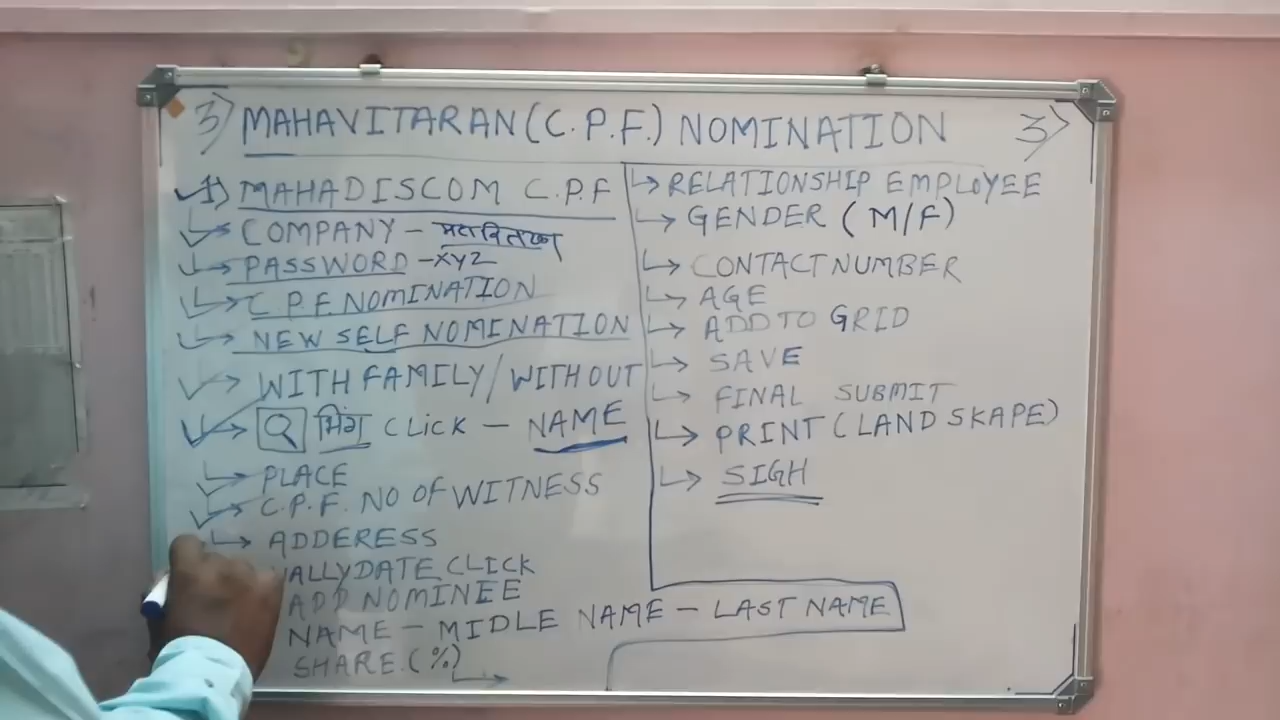 3) MAHAVITARAN (C.P.F.) NOMINATION 3)
1) MAHADISCOM C.P.F
COMPANY - महावितरण
PASSWORD - XYZ
C.P.F. NOMINATION
NEW SELF NOMINATION
WITH FAMILY/WITHOUT
भिंग CLICK - NAME
PLACE
C.P.F. NO OF WITNESS
ADDERESS
VALLYDATE CLICK
ADD NOMINEE
NAME - MIDLE NAME - LAST NAME
SHARE.(%)
RELATIONSHIP EMPLOYEE
GENDER (M/F)
CONTACT NUMBER
AGE
ADD TO GRID
SAVE
FINAL SUBMIT
PRINT (LAND SKAPE)
SIGH